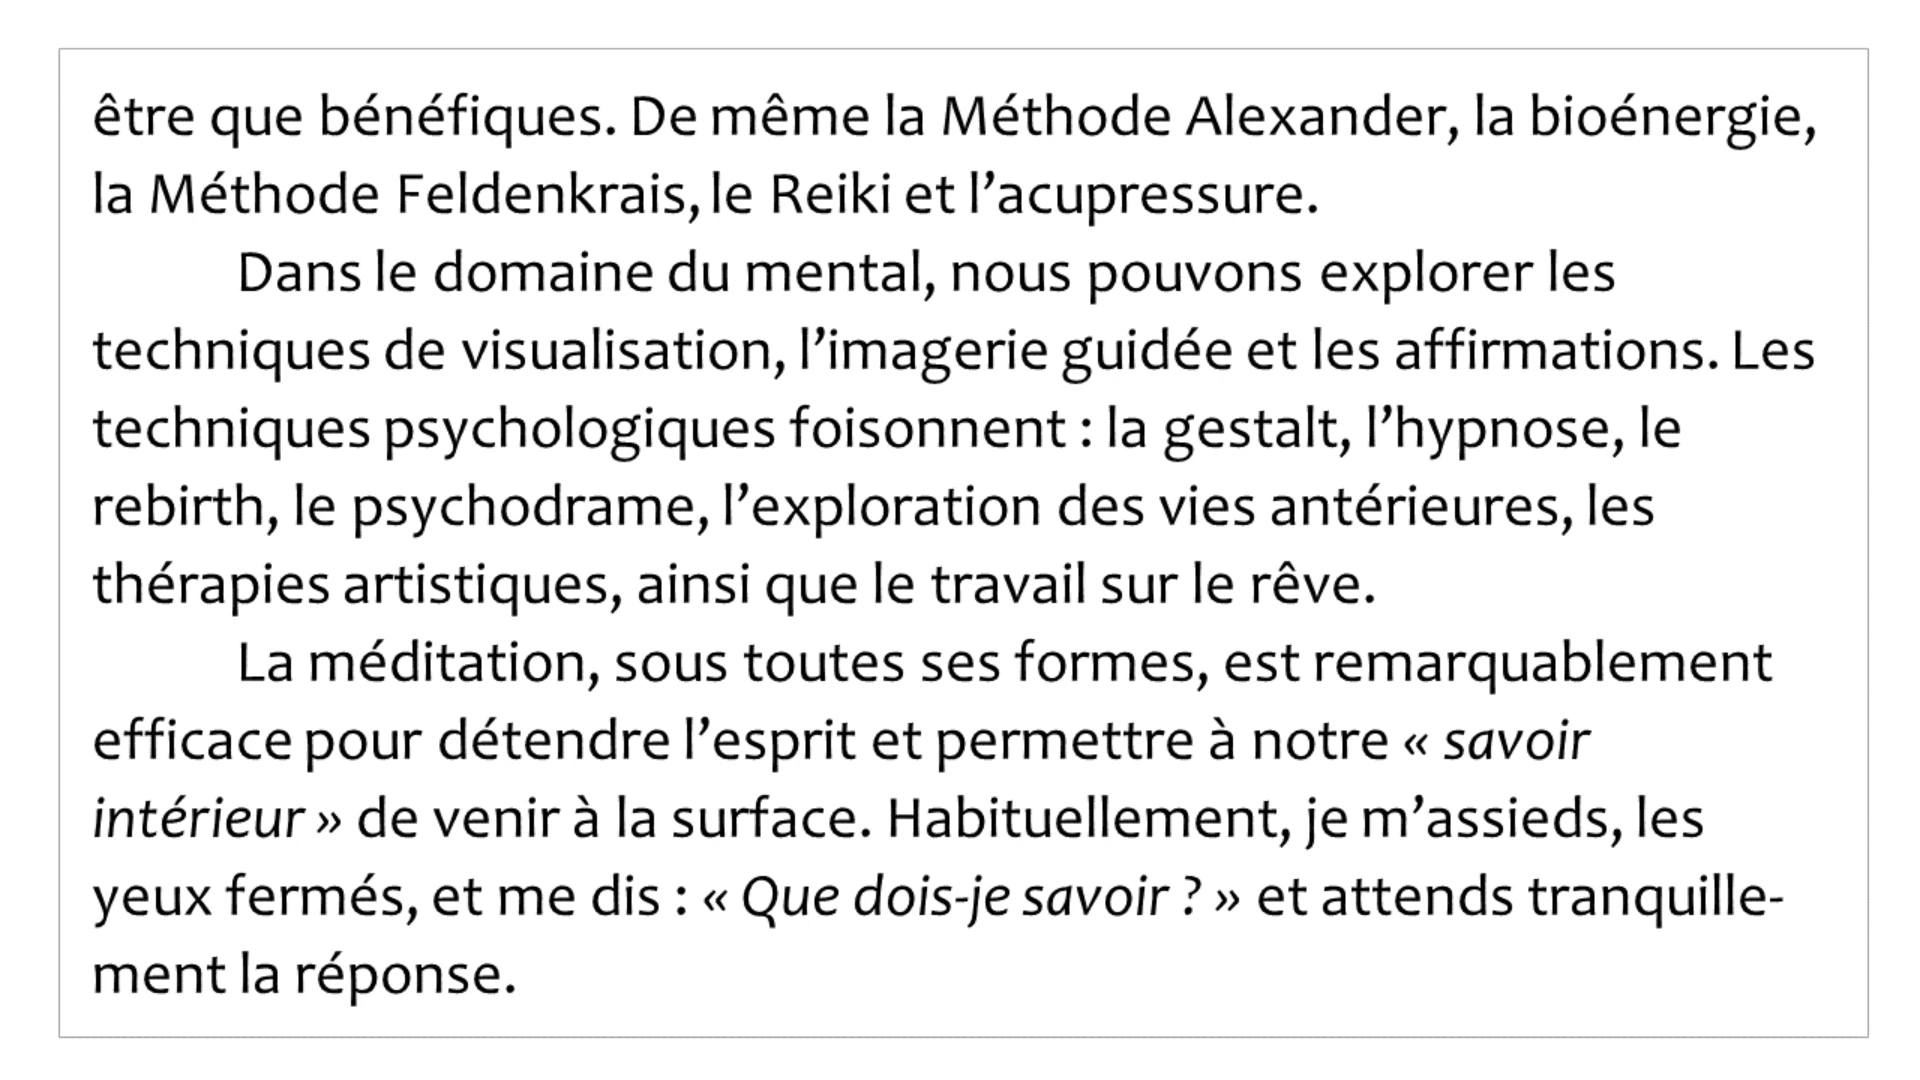 être que bénéfiques. De même la Méthode Alexander, la bioénergie,
la Méthode Feldenkrais, le Reiki et l’acupressure.
Dans le domaine du mental, nous pouvons explorer les
techniques de visualisation, l’imagerie guidée et les affirmations. Les
techniques psychologiques foisonnent : la gestalt, l’hypnose, le
rebirth, le psychodrame, l’exploration des vies antérieures, les
thérapies artistiques, ainsi que le travail sur le rêve.
La méditation, sous toutes ses formes, est remarquablement
efficace pour détendre l’esprit et permettre à notre « savoir
intérieur » de venir à la surface. Habituellement, je m’assieds, les
yeux fermés, et me dis : « Que dois-je savoir ? » et attends tranquille-
ment la réponse.